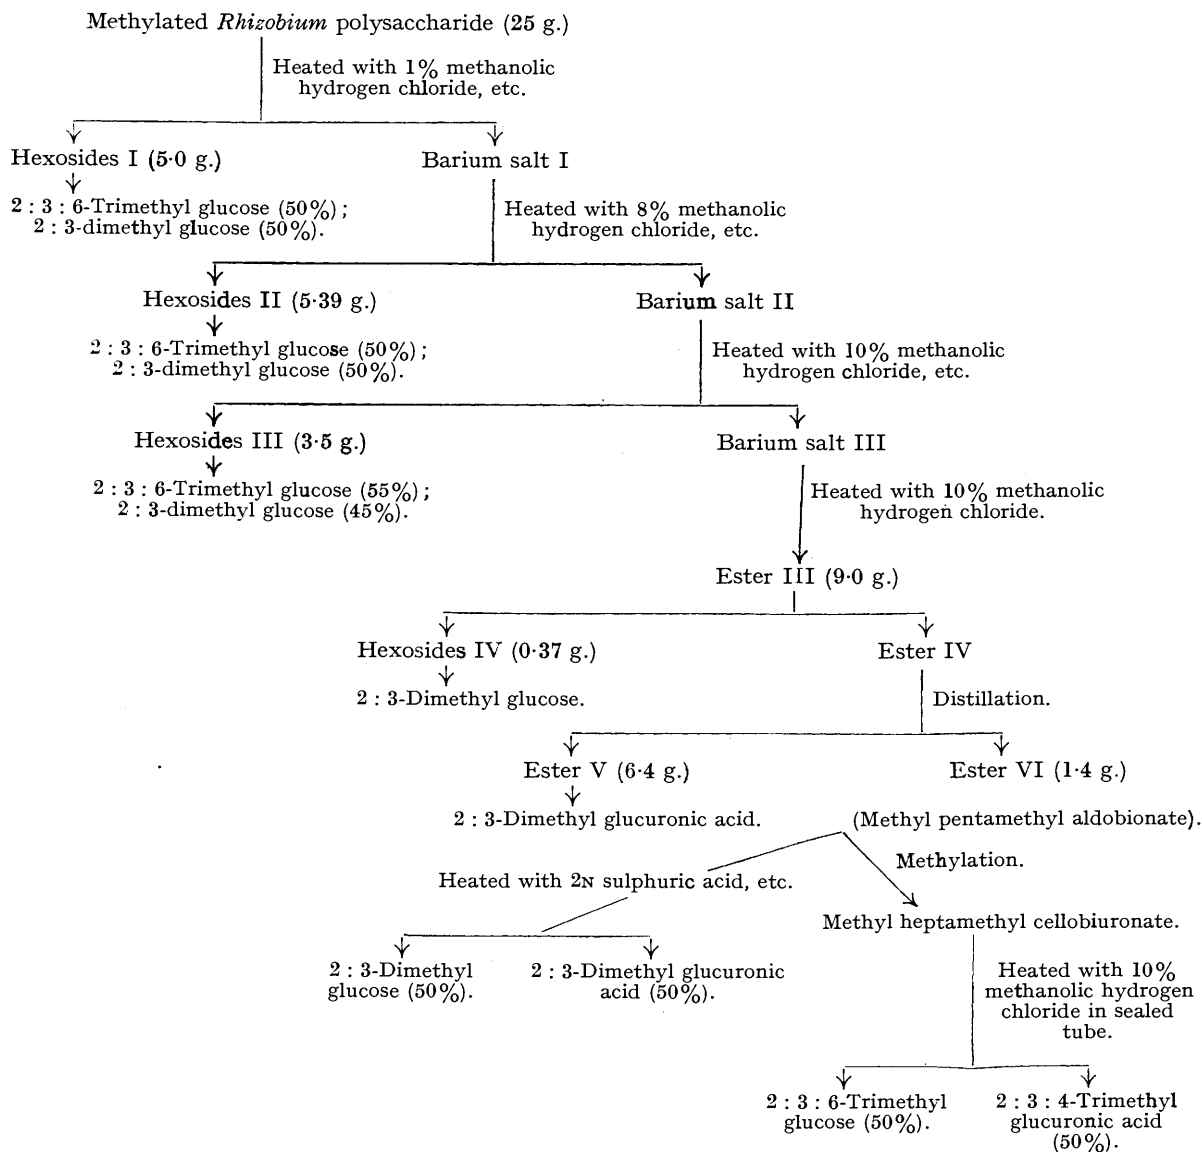 Methylated Rhizobium polysaccharide (25 g.)
Heated with 1% methanolic
hydrogen chloride, etc.
Hexosides I (5·0 g.)
Barium salt I
2 : 3 : 6-Trimethyl glucose (50%) ;
2 : 3-dimethyl glucose (50%).
Heated with 8% methanolic
hydrogen chloride, etc.
Hexosides II (5·39 g.)
Barium salt II
2 : 3 : 6-Trimethyl glucose (50%) ;
2 : 3-dimethyl glucose (50%).
Heated with 10% methanolic
hydrogen chloride, etc.
Hexosides III (3·5 g.)
Barium salt III
2 : 3 : 6-Trimethyl glucose (55%) ;
2 : 3-dimethyl glucose (45%).
Heated with 10% methanolic
hydrogen chloride.
Ester III (9·0 g.)
Hexosides IV (0·37 g.)
Ester IV
2 : 3-Dimethyl glucose.
Distillation.
Ester V (6·4 g.)
Ester VI (1·4 g.)
2 : 3-Dimethyl glucuronic acid.
(Methyl pentamethyl aldobionate).
Methylation.
Heated with 2N sulphuric acid, etc.
Methyl heptamethyl cellobiuronate.
2 : 3-Dimethyl
glucose (50%).
2 : 3-Dimethyl glucuronic
acid (50%).
Heated with 10%
methanolic hydrogen
chloride in sealed
tube.
2 : 3 : 6-Trimethyl
glucose (50%).
2 : 3 : 4-Trimethyl
glucuronic acid
(50%).